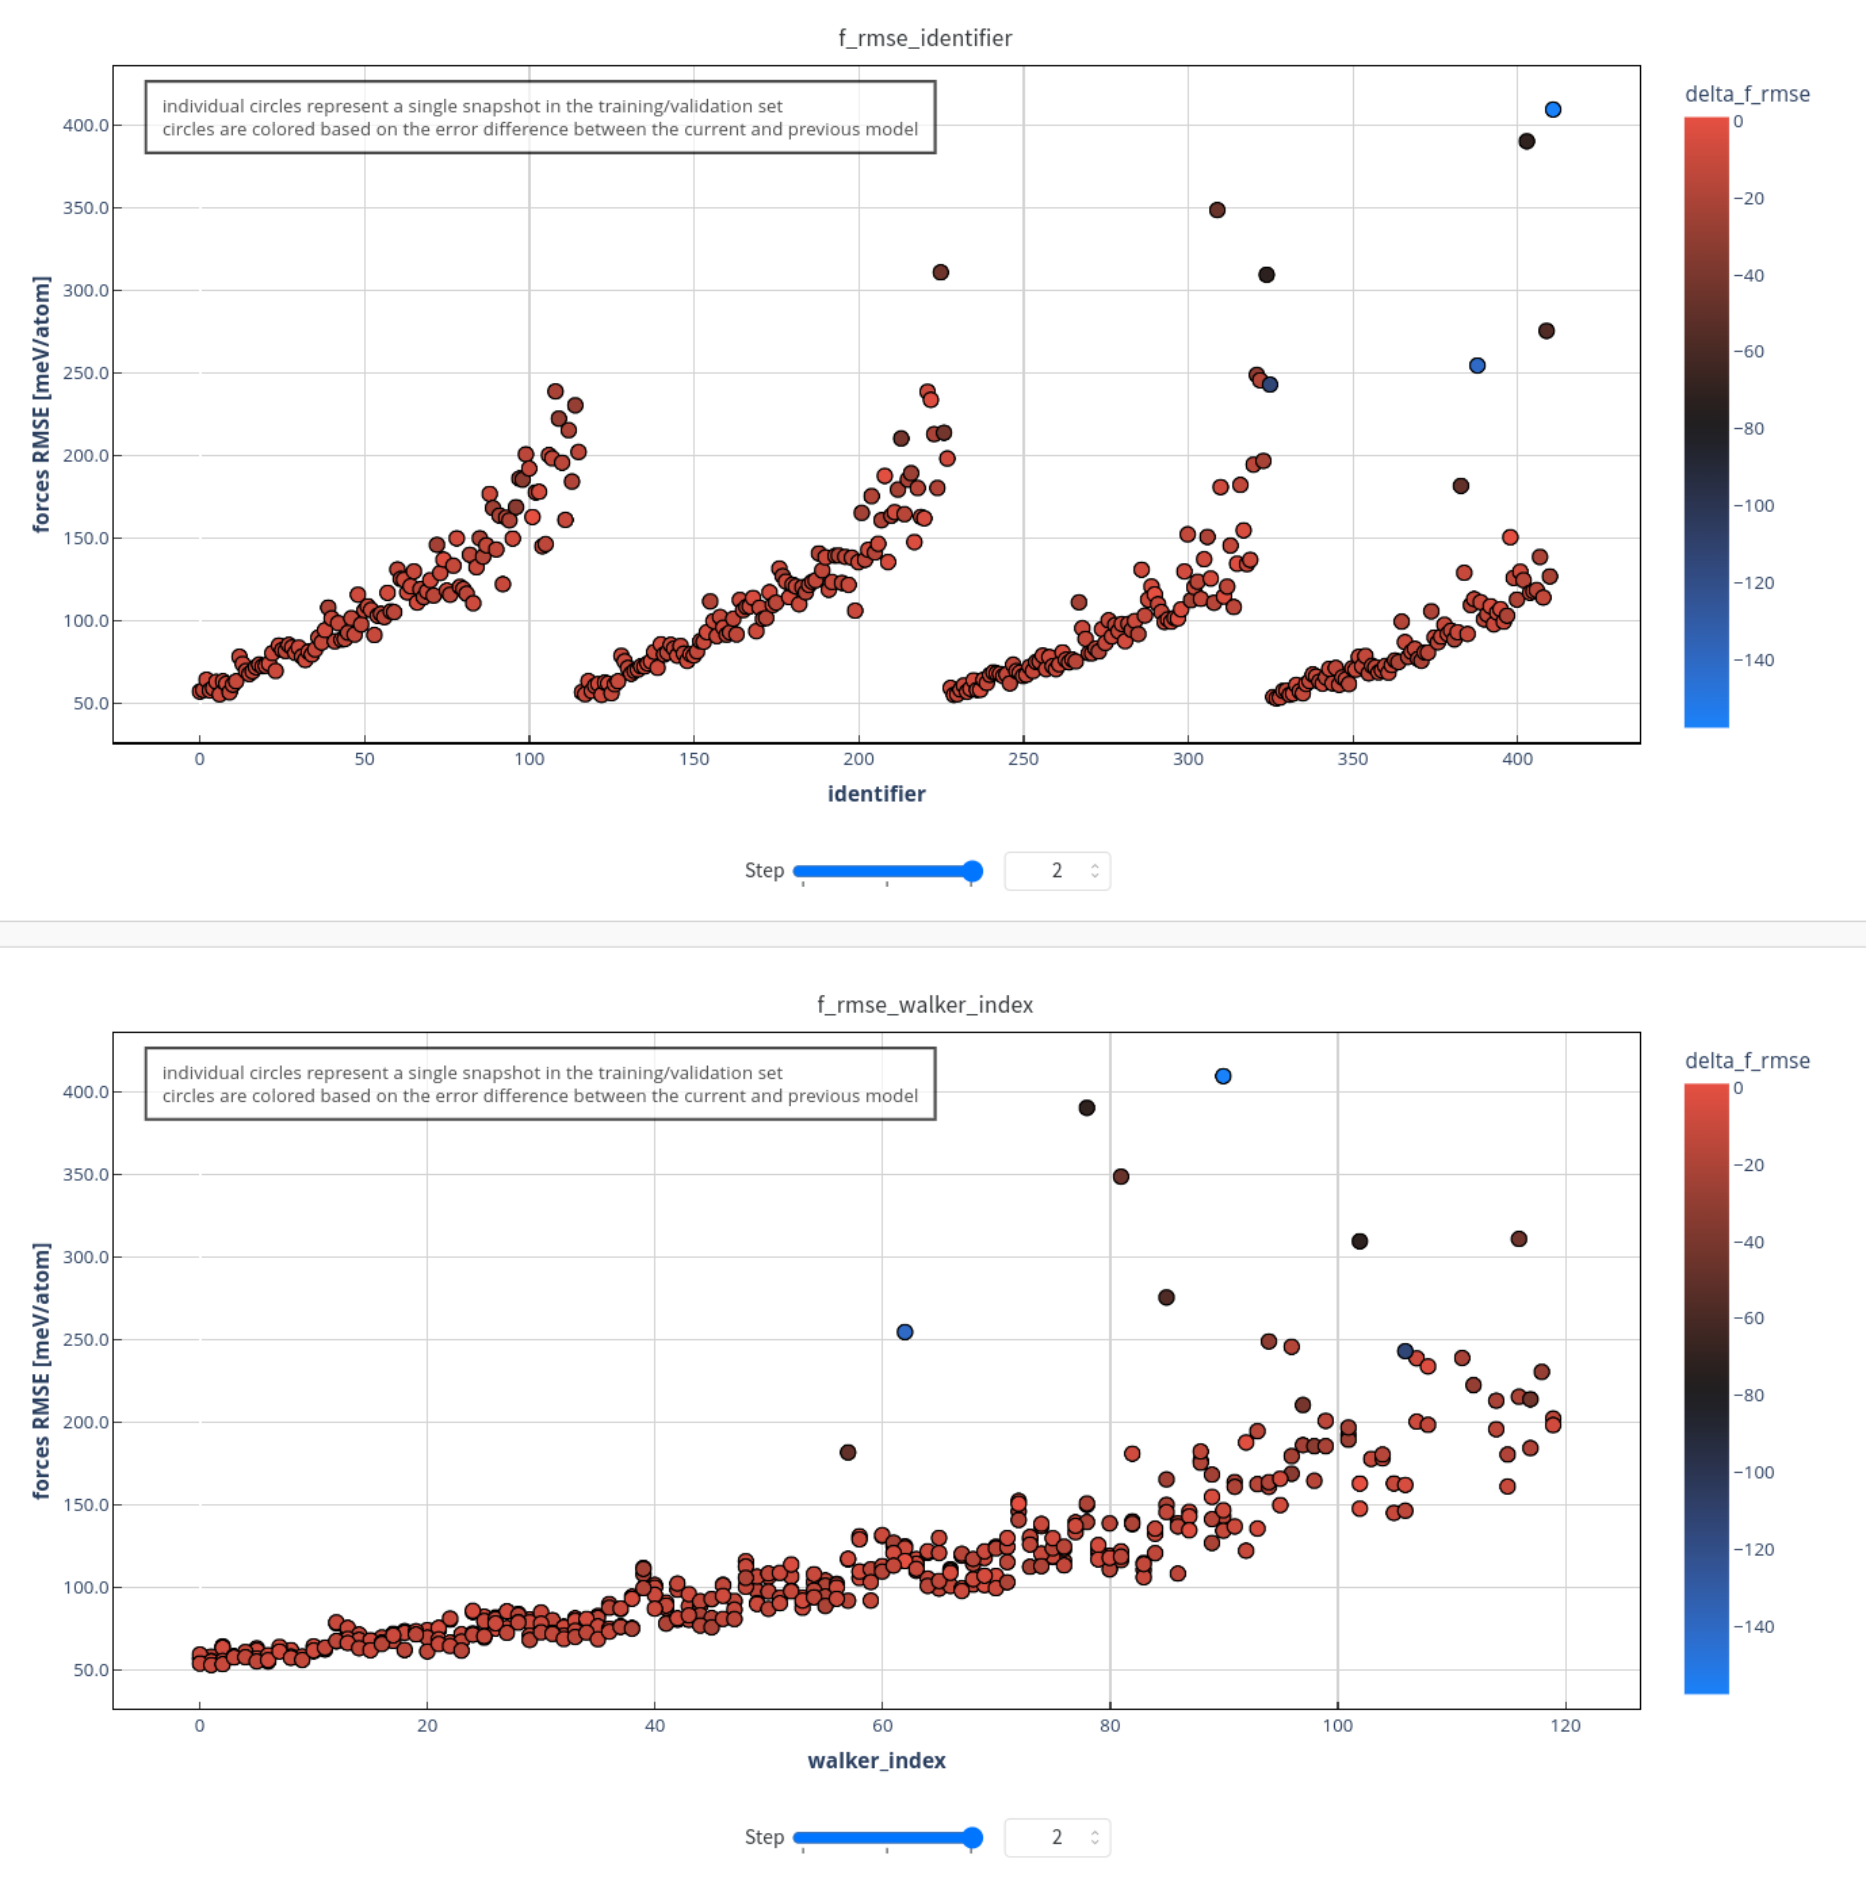 f_rmse_identifier
individual circles represent a single snapshot in the training/validation set
circles are colored based on the error difference between the current and previous model
delta_f_rmse
0
−20
−40
−60
−80
−100
−120
−140
forces RMSE [meV/atom]
400.0
350.0
300.0
250.0
200.0
150.0
100.0
50.0
0 50 100 150 200 250 300 350 400
identifier
Step 2
f_rmse_walker_index
individual circles represent a single snapshot in the training/validation set
circles are colored based on the error difference between the current and previous model
delta_f_rmse
0
−20
−40
−60
−80
−100
−120
−140
forces RMSE [meV/atom]
400.0
350.0
300.0
250.0
200.0
150.0
100.0
50.0
0 20 40 60 80 100 120
walker_index
Step 2